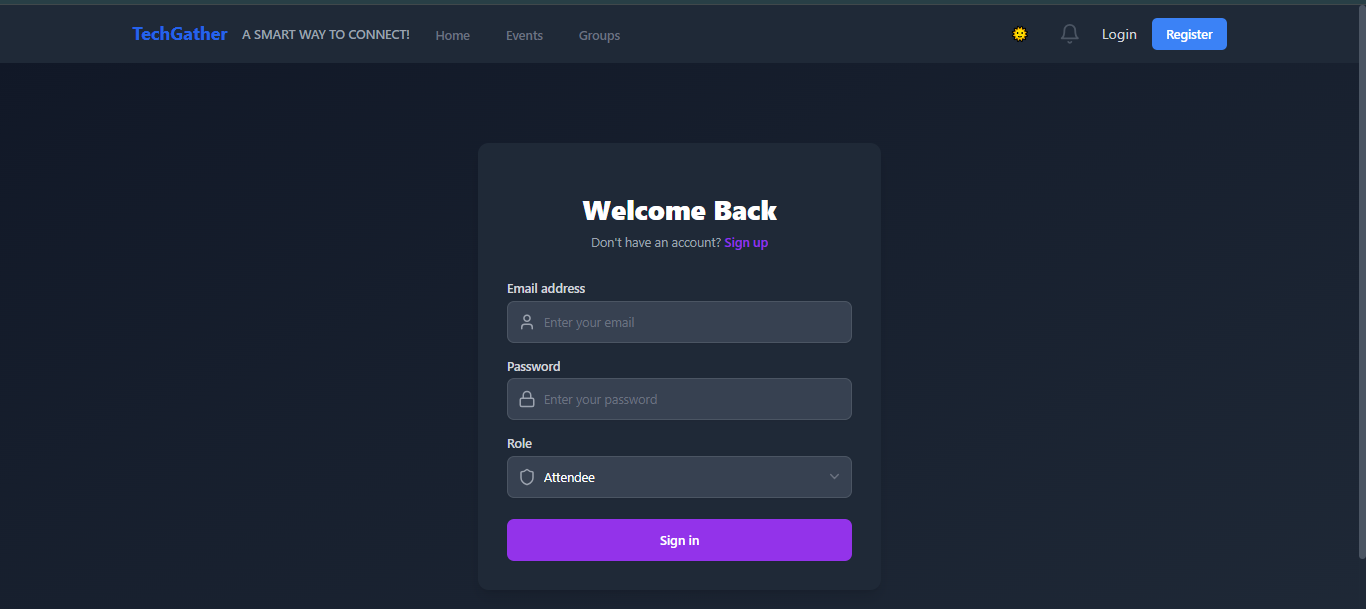 TechGather A SMART WAY TO CONNECT! Home Events Groups Login Register
Welcome Back
Don't have an account? Sign up
Email address
Enter your email
Password
Enter your password
Role
Attendee
Sign in